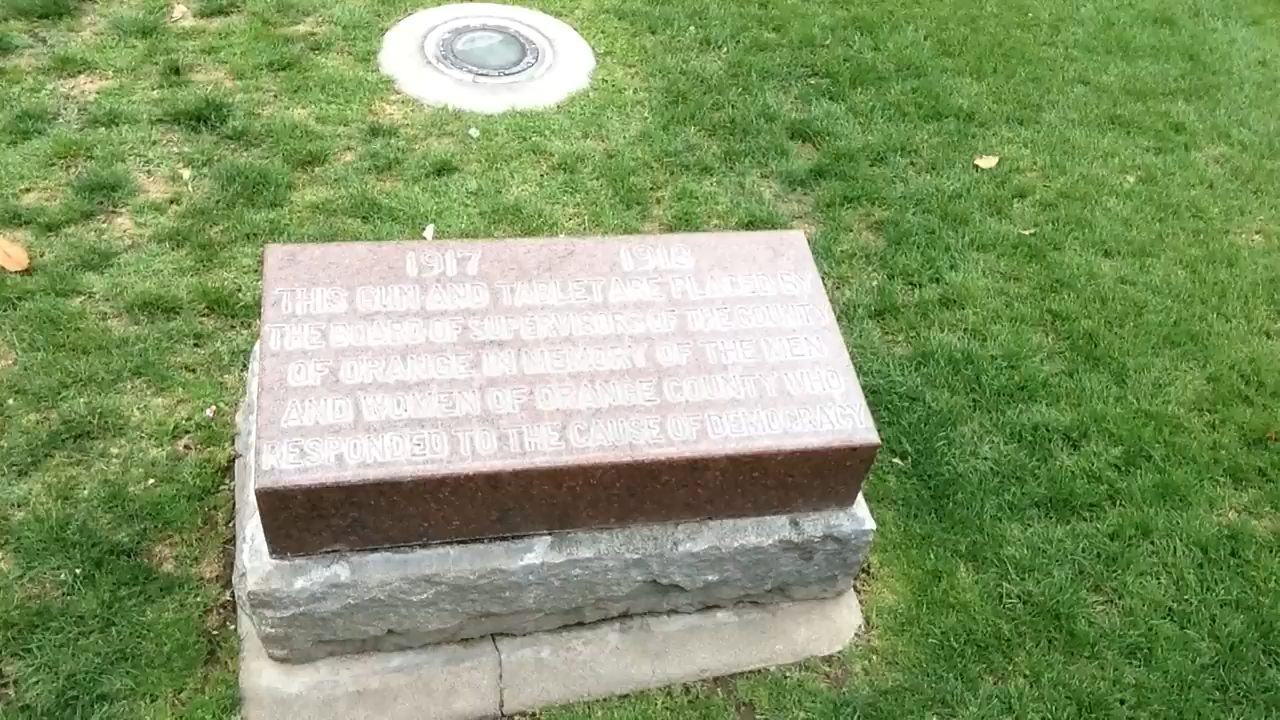 1917 1918
THIS GUN AND TABLET ARE PLACED BY
THE BOARD OF SUPERVISORS OF THE COUNTY
OF ORANGE IN MEMORY OF THE MEN
AND WOMEN OF ORANGE COUNTY WHO
RESPONDED TO THE CAUSE OF DEMOCRACY